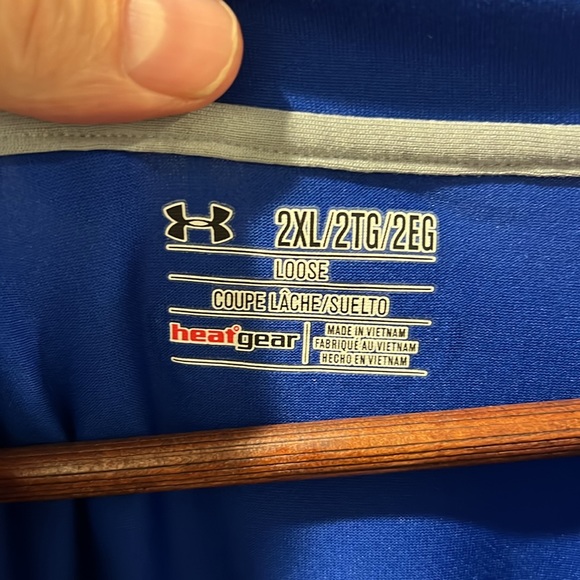 2XL/2TG/2EG
LOOSE
COUPE LÂCHE/SUELTO
heatgear
MADE IN VIETNAM
FABRIQUÉ AU VIETNAM
HECHO EN VIETNAM